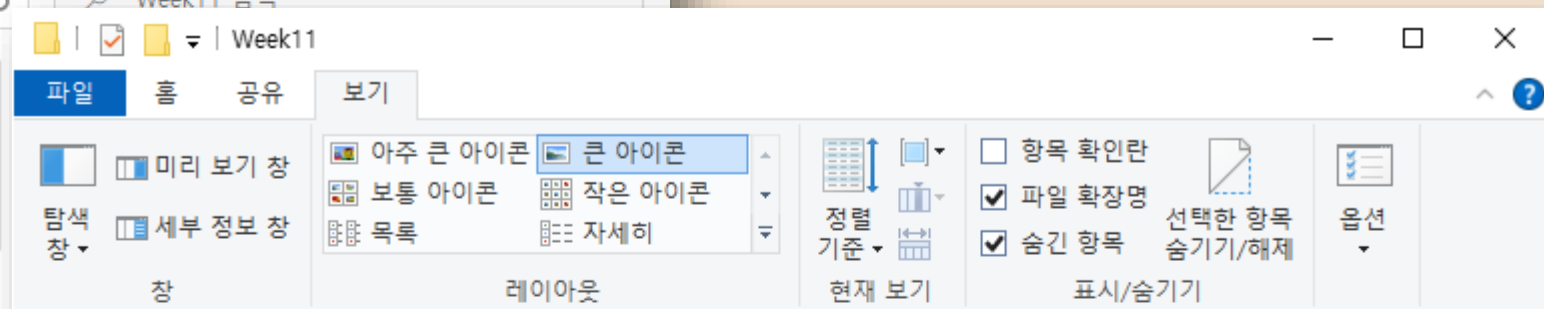 Week11 검색
Week11
파일 홈 공유 보기
탐색
창
미리 보기 창
세부 정보 창
창
아주 큰 아이콘 큰 아이콘
보통 아이콘 작은 아이콘
목록 자세히
레이아웃
정렬
기준
현재 보기
항목 확인란
파일 확장명
숨긴 항목
선택한 항목
숨기기/해제
표시/숨기기
옵션